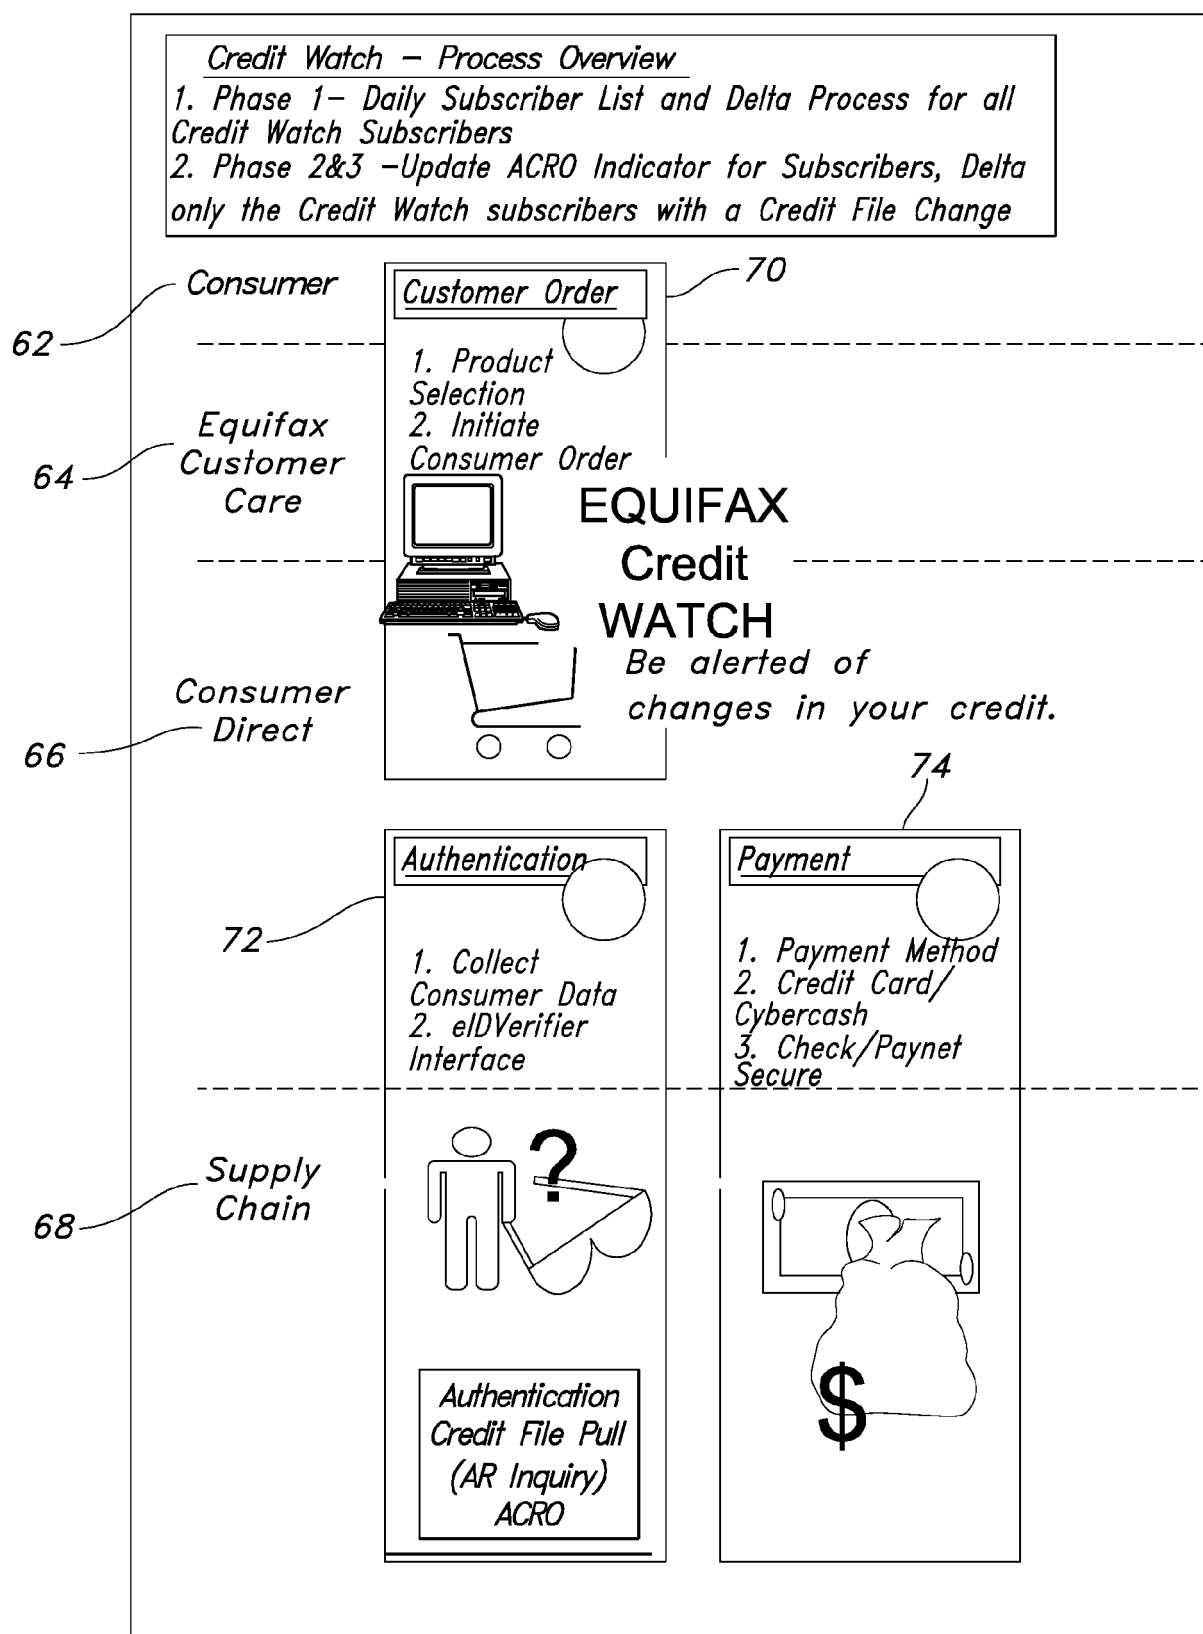 Credit Watch – Process Overview
1. Phase 1– Daily Subscriber List and Delta Process for all
Credit Watch Subscribers
2. Phase 2&3 –Update ACRO Indicator for Subscribers, Delta
only the Credit Watch subscribers with a Credit File Change
Consumer
62
Customer Order
70
1. Product
Selection
2. Initiate
Consumer Order
Equifax
Customer
Care
64
EQUIFAX
Credit
WATCH
Be alerted of
changes in your credit.
Consumer
Direct
66
72
Authentication
1. Collect
Consumer Data
2. eIDVerifier
Interface
74
Payment
1. Payment Method
2. Credit Card/
Cybercash
3. Check/Paynet
Secure
Supply
Chain
68
?
Authentication
Credit File Pull
(AR Inquiry)
ACRO
$